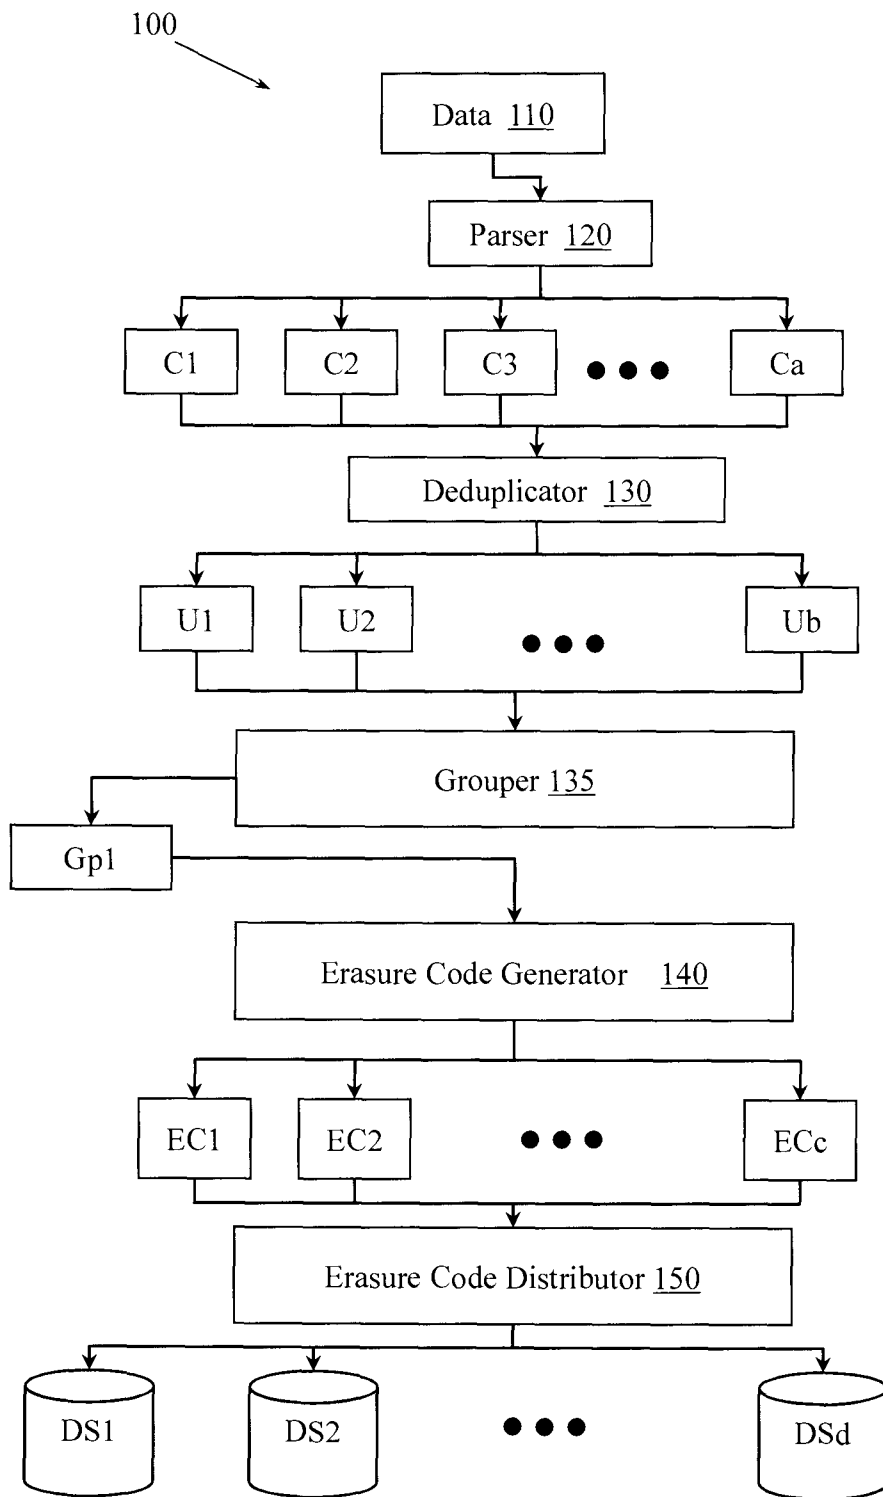 100
Data 110
Parser 120
C1 C2 C3 Ca
Deduplicator 130
U1 U2 Ub
Grouper 135
Gp1
Erasure Code Generator 140
EC1 EC2 ECc
Erasure Code Distributor 150
DS1 DS2 DSd